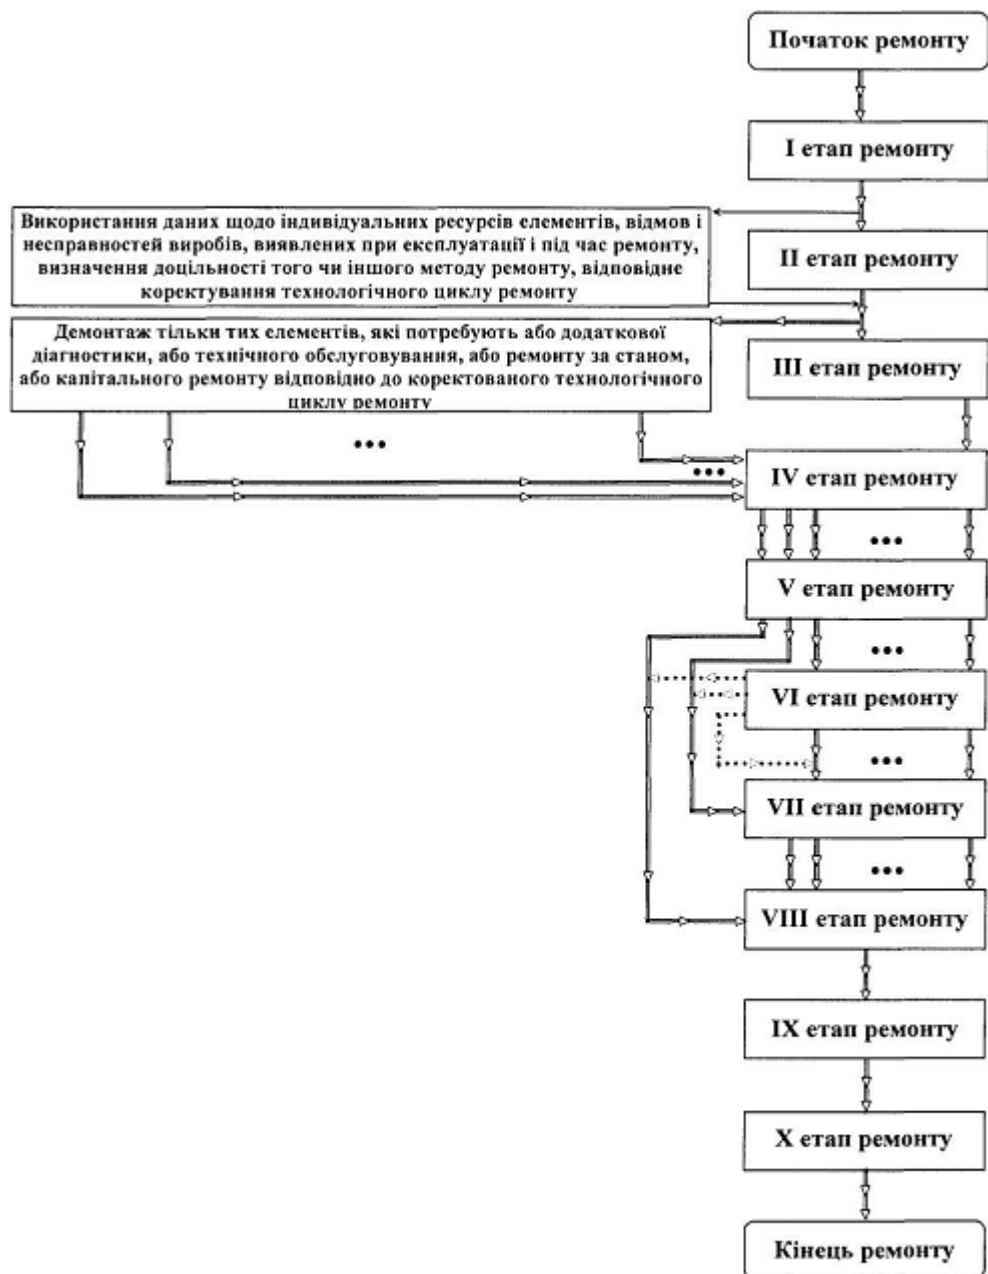 Початок ремонту
I етап ремонту
Використання даних щодо індивідуальних ресурсів елементів, відмов і
несправностей виробів, виявлених при експлуатації і під час ремонту,
визначення доцільності того чи іншого методу ремонту, відповідне
коректування технологічного циклу ремонту
II етап ремонту
Демонтаж тільки тих елементів, які потребують або додаткової
діагностики, або технічного обслуговування, або ремонту за станом,
або капітального ремонту відповідно до коректованого технологічного
циклу ремонту
III етап ремонту
•••
•••
IV етап ремонту
•••
V етап ремонту
•••
VI етап ремонту
•••
VII етап ремонту
•••
VIII етап ремонту
IX етап ремонту
X етап ремонту
Кінець ремонту